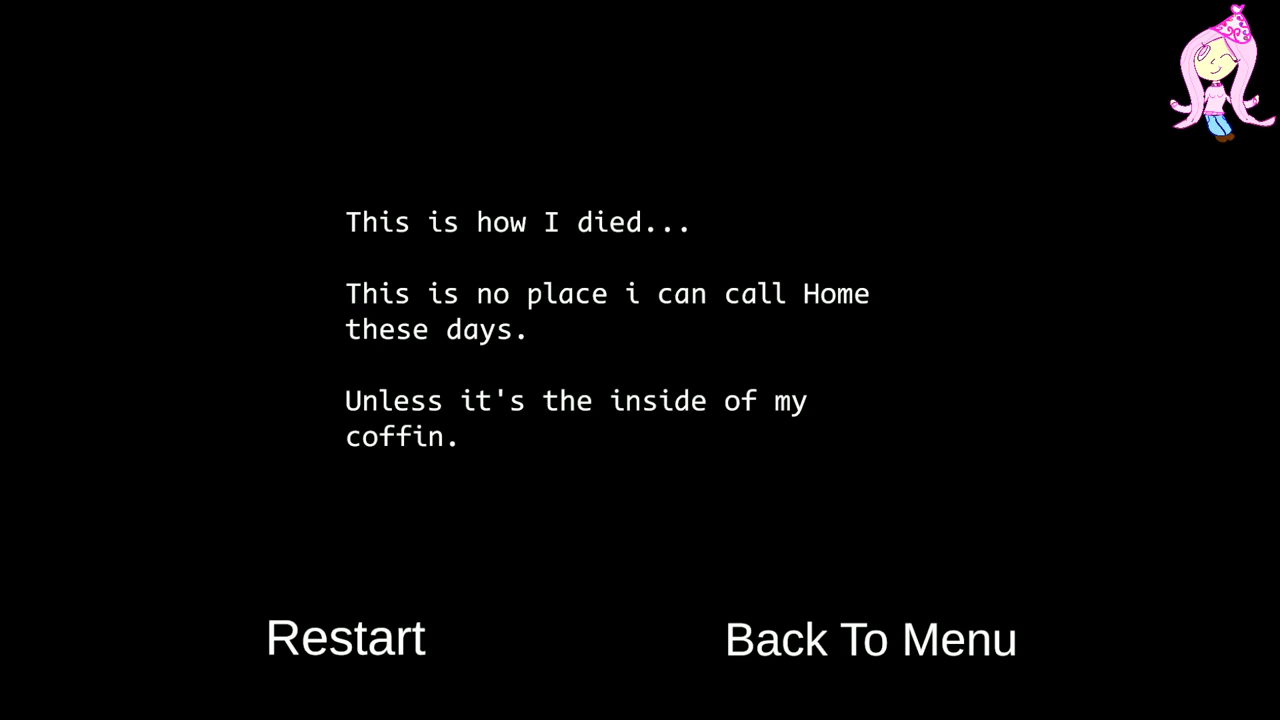 This is how I died...
This is no place i can call Home
these days.
Unless it's the inside of my
coffin.
Restart
Back To Menu